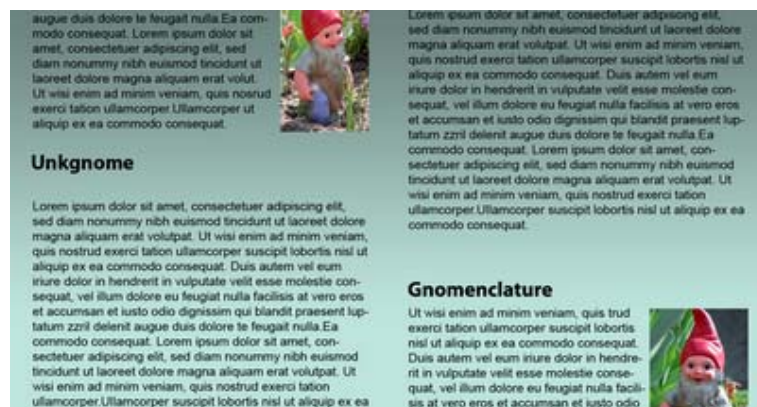 augue duis dolore te feugait nulla.Ea com-
modo consequat. Lorem ipsum dolor sit
amet, consectetuer adipiscing elit, sed
diam nonummy nibh euismod tincidunt ut
laoreet dolore magna aliquam erat volut.
Ut wisi enim ad minim veniam, quis nosrud
exerci tation ullamcorper.Ullamcorper ut
aliquip ex ea commodo consequat.
Unkgnome
Lorem ipsum dolor sit amet, consectetuer adipiscing elit,
sed diam nonummy nibh euismod tincidunt ut laoreet dolore
magna aliquam erat volutpat. Ut wisi enim ad minim veniam,
quis nostrud exerci tation ullamcorper suscipit lobortis nisl ut
aliquip ex ea commodo consequat. Duis autem vel eum
iriure dolor in hendrerit in vulputate velit esse molestie con-
sequat, vel illum dolore eu feugiat nulla facilisis at vero eros
et accumsan et iusto odio dignissim qui blandit praesent lup-
tatum zzril delenit augue duis dolore te feugait nulla.Ea
commodo consequat. Lorem ipsum dolor sit amet, con-
sectetuer adipiscing elit, sed diam nonummy nibh euismod
tincidunt ut laoreet dolore magna aliquam erat volutpat. Ut
wisi enim ad minim veniam, quis nostrud exerci tation
ullamcorper.Ullamcorper suscipit lobortis nisl ut aliquip ex ea
Lorem ipsum dolor sit amet, consectetuer adipiscing elit,
sed diam nonummy nibh euismod tincidunt ut laoreet dolore
magna aliquam erat volutpat. Ut wisi enim ad minim veniam,
quis nostrud exerci tation ullamcorper suscipit lobortis nisl ut
aliquip ex ea commodo consequat. Duis autem vel eum
iriure dolor in hendrerit in vulputate velit esse molestie con-
sequat, vel illum dolore eu feugiat nulla facilisis at vero eros
et accumsan et iusto odio dignissim qui blandit praesent lup-
tatum zzril delenit augue duis dolore te feugait nulla.Ea
commodo consequat. Lorem ipsum dolor sit amet, con-
sectetuer adipiscing elit, sed diam nonummy nibh euismod
tincidunt ut laoreet dolore magna aliquam erat volutpat. Ut
wisi enim ad minim veniam, quis nostrud exerci tation
ullamcorper.Ullamcorper suscipit lobortis nisl ut aliquip ex ea
commodo consequat.
Gnomenclature
Ut wisi enim ad minim veniam, quis trud
exerci tation ullamcorper suscipit lobortis
nisl ut aliquip ex ea commodo consequat.
Duis autem vel eum iriure dolor in hendre-
rit in vulputate velit esse molestie conse-
quat, vel illum dolore eu feugiat nulla facili-
sis at vero eros et accumsan et iusto odio